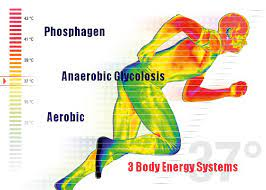 Phosphagen
Anaerobic Glycolosis
Aerobic
37°
3 Body Energy Systems